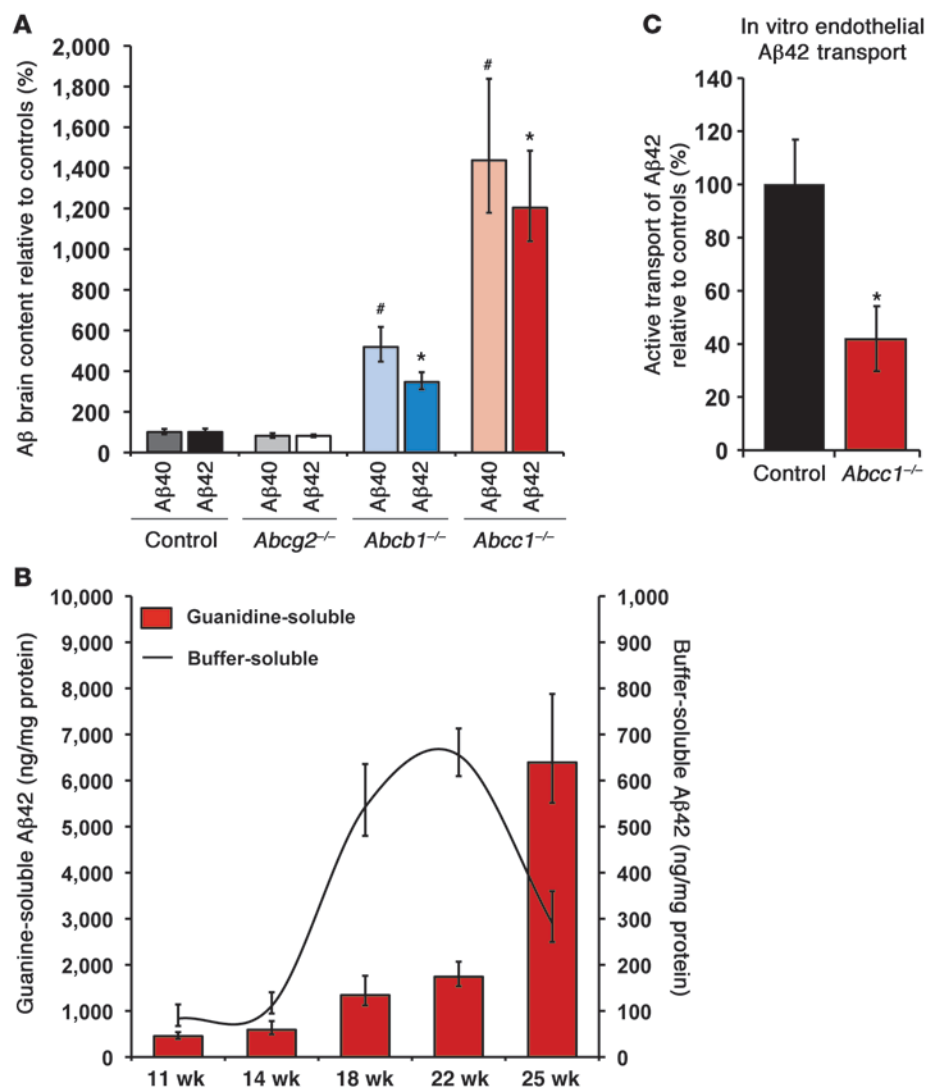 A
Aβ brain content relative to controls (%)
2,000
1,800
1,600
1,400
1,200
1,000
800
600
400
200
0
#
*
#
*
Aβ40
Aβ42
Aβ40
Aβ42
Aβ40
Aβ42
Aβ40
Aβ42
Control
Abcg2–/–
Abcb1–/–
Abcc1–/–
C
In vitro endothelial
Aβ42 transport
Active transport of Aβ42
relative to controls (%)
140
120
100
80
60
40
20
0
*
Control
Abcc1–/–
B
Guanine-soluble Aβ42 (ng/mg protein)
10,000
9,000
8,000
7,000
6,000
5,000
4,000
3,000
2,000
1,000
0
Guanidine-soluble
Buffer-soluble
1,000
900
800
700
600
500
400
300
200
100
0
Buffer-soluble Aβ42 (ng/mg protein)
11 wk
14 wk
18 wk
22 wk
25 wk